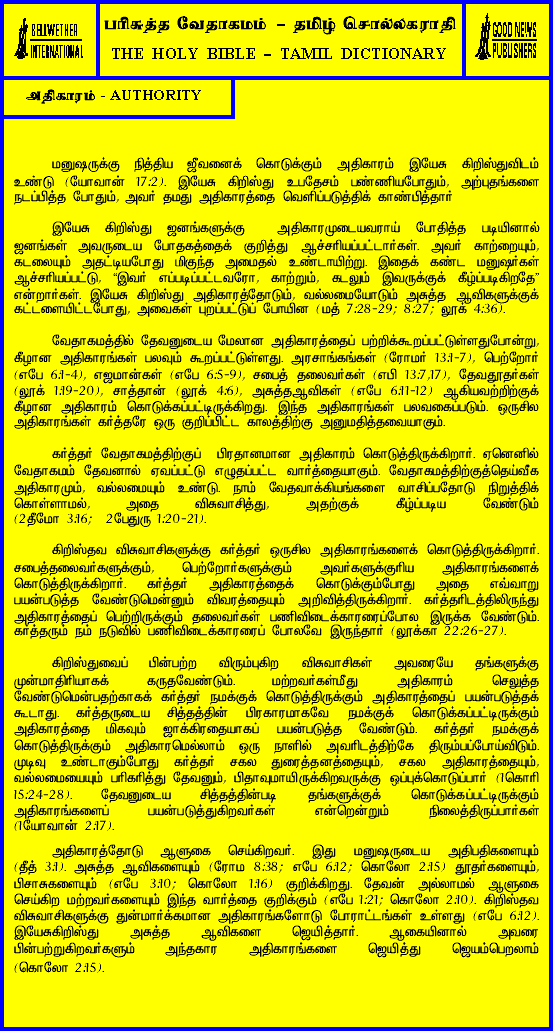 BELLWETHER
INTERNATIONAL
பரிசுத்த வேதாகமம் – தமிழ் சொல்லகராதி
THE HOLY BIBLE – TAMIL DICTIONARY
GOOD NEWS
PUBLISHERS
அதிகாரம் - AUTHORITY
மனுஷருக்கு நித்திய ஜீவனைக் கொடுக்கும் அதிகாரம் இயேசு கிறிஸ்துவிடம்
உண்டு (யோவான் 17:2). இயேசு கிறிஸ்து உபதேசம் பண்ணியபோதும், அற்புதங்களை
நடப்பித்த போதும், அவர் தமது அதிகாரத்தை வெளிப்படுத்திக் காண்பித்தார்
இயேசு கிறிஸ்து ஜனங்களுக்கு அதிகாரமுடையவராய் போதித்த படியினால்
ஜனங்கள் அவருடைய போதகத்தைக் குறித்து ஆச்சரியப்பட்டார்கள். அவர் காற்றையும்,
கடலையும் அதட்டியபோது மிகுந்த அமைதல் உண்டாயிற்று. இதைக் கண்ட மனுஷர்கள்
ஆச்சரியப்பட்டு, “இவர் எப்படிப்பட்டவரோ, காற்றும், கடலும் இவருக்குக் கீழ்ப்படிகிறதே”
என்றார்கள். இயேசு கிறிஸ்து அதிகாரத்தோடும், வல்லமையோடும் அசுத்த ஆவிகளுக்குக்
கட்டளையிட்டபோது, அவைகள் புறப்பட்டுப் போயின (மத் 7:28-29; 8:27; லூக் 4:36).
வேதாகமத்தில் தேவனுடைய மேலான அதிகாரத்தைப் பற்றிக்கூறப்பட்டுள்ளதுபோன்று,
கீழான அதிகாரங்கள் பலவும் கூறப்பட்டுள்ளது. அரசாங்கங்கள் (ரோமர் 13:1-7), பெற்றோர்
(எபே 6:1-4), எஜமான்கள் (எபே 6:5-9), சபைத் தலைவர்கள் (எபி 13:7,17), தேவதூதர்கள்
(லூக் 1:19-20), சாத்தான் (லூக் 4:6), அசுத்தஆவிகள் (எபே 6:11-12) ஆகியவற்றிற்குக்
கீழான அதிகாரம் கொடுக்கப்பட்டிருக்கிறது. இந்த அதிகாரங்கள் பலவகைப்படும். ஒருசில
அதிகாரங்கள் கர்த்தரே ஒரு குறிப்பிட்ட காலத்திற்கு அனுமதித்தவையாகும்.
கர்த்தர் வேதாகமத்திற்குப் பிரதானமான அதிகாரம் கொடுத்திருக்கிறார். ஏனெனில்
வேதாகமம் தேவனால் ஏவப்பட்டு எழுதப்பட்ட வார்த்தையாகும். வேதாகமத்திற்குத்தெய்வீக
அதிகாரமும், வல்லமையும் உண்டு. நாம் வேதவாக்கியங்களை வாசிப்பதோடு நிறுத்திக்
கொள்ளாமல், அதை விசுவாசித்து, அதற்குக் கீழ்ப்படிய வேண்டும்
(2தீமோ 3:16; 2பேதுரு 1:20-21).
கிறிஸ்தவ விசுவாசிகளுக்கு கர்த்தர் ஒருசில அதிகாரங்களைக் கொடுத்திருக்கிறார்.
சபைத்தலைவர்களுக்கும், பெற்றோர்களுக்கும் அவர்களுக்குரிய அதிகாரங்களைக்
கொடுத்திருக்கிறார். கர்த்தர் அதிகாரத்தைக் கொடுக்கும்போது அதை எவ்வாறு
பயன்படுத்த வேண்டுமென்னும் விவரத்தையும் அறிவித்திருக்கிறார். கர்த்தரிடத்திலிருந்து
அதிகாரத்தைப் பெற்றிருக்கும் தலைவர்கள் பணிவிடைக்காரரைப்போல இருக்க வேண்டும்.
கர்த்தரும் நம் நடுவில் பணிவிடைக்காரரைப் போலவே இருந்தார் (லூக்கா 22:26-27).
கிறிஸ்துவைப் பின்பற்ற விரும்புகிற விசுவாசிகள் அவரையே தங்களுக்கு
முன்மாதிரியாகக் கருதவேண்டும். மற்றவர்கள்மீது அதிகாரம் செலுத்த
வேண்டுமென்பதற்காகக் கர்த்தர் நமக்குக் கொடுத்திருக்கும் அதிகாரத்தைப் பயன்படுத்தக்
கூடாது. கர்த்தருடைய சித்தத்தின் பிரகாரமாகவே நமக்குக் கொடுக்கப்பட்டிருக்கும்
அதிகாரத்தை மிகவும் ஜாக்கிரதையாகப் பயன்படுத்த வேண்டும். கர்த்தர் நமக்குக்
கொடுத்திருக்கும் அதிகாரமெல்லாம் ஒரு நாளில் அவரிடத்திற்கே திரும்பப்போய்விடும்.
முடிவு உண்டாகும்போது கர்த்தர் சகல துரைத்தனத்தையும், சகல அதிகாரத்தையும்,
வல்லமையையும் பரிகரித்து தேவனும், பிதாவுமாயிருக்கிறவருக்கு ஒப்புக்கொடுப்பார் (1கொரி
15:24-28). தேவனுடைய சித்தத்தின்படி தங்களுக்குக் கொடுக்கப்பட்டிருக்கும்
அதிகாரங்களைப் பயன்படுத்துகிறவர்கள் என்றென்றும் நிலைத்திருப்பார்கள்
(1யோவான் 2:17).
அதிகாரத்தோடு ஆளுகை செய்கிறவர். இது மனுஷருடைய அதிபதிகளையும்
(தீத் 3:1). அசுத்த ஆவிகளையும் (ரோம 8:38; எபே 6:12; கொலோ 2:15) தூதர்களையும்,
பிசாசுகளையும் (எபே 3:10; கொலோ 1:16) குறிக்கிறது. தேவன் அல்லாமல் ஆளுகை
செய்கிற மற்றவர்களையும் இந்த வார்த்தை குறிக்கும் (எபே 1:21; கொலோ 2:10). கிறிஸ்தவ
விசுவாசிகளுக்கு துன்மார்க்கமான அதிகாரங்களோடு போராட்டங்கள் உள்ளது (எபே 6:12).
இயேசுகிறிஸ்து அசுத்த ஆவிகளை ஜெயித்தார். ஆகையினால் அவரை
பின்பற்றுகிறவர்களும் அந்தகார அதிகாரங்களை ஜெயித்து ஜெயம்பெறலாம்
(கொலோ 2:15).